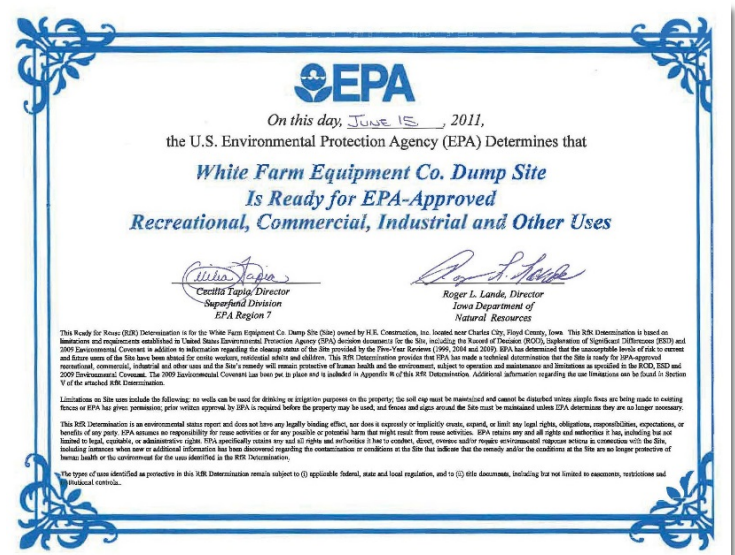 EPA
On this day, JUNE 15, 2011,
the U.S. Environmental Protection Agency (EPA) Determines that
White Farm Equipment Co. Dump Site
Is Ready for EPA-Approved
Recreational, Commercial, Industrial and Other Uses
Cecilia Tapia
Roger L. Lande
Cecilia Tapia, Director
Superfund Division
EPA Region 7
Roger L. Lande, Director
Iowa Department of
Natural Resources
This Ready for Reuse (RfR) Determination is for the White Farm Equipment Co. Dump Site (Site) owned by H.E. Construction, Inc. located near Charles City, Floyd County, Iowa. This RfR Determination is based on
limitations and requirements established in United States Environmental Protection Agency (EPA) decision documents for the Site, including the Record of Decision (ROD), Explanation of Significant Differences (ESD) and
2009 Environmental Covenant in addition to information regarding the cleanup status of the Site provided by the Five-Year Reviews (1999, 2004 and 2009). EPA has determined that the unacceptable levels of risk to current
and future users of the Site have been abated for onsite workers, residential adults and children. This RfR Determination provides that EPA has made a technical determination that the Site is ready for EPA-approved
recreational, commercial, industrial and other uses and the Site's remedy will remain protective of human health and the environment, subject to operation and maintenance and limitations as specified in the ROD, ESD and
2009 Environmental Covenant. The 2009 Environmental Covenant has been put in place and is included in Appendix B of this RfR Determination. Additional information regarding the use limitations can be found in Section
V of the attached RfR Determination.
Limitations on Site uses include the following: no wells can be used for drinking or irrigation purposes on the property; the soil cap must be maintained and cannot be disturbed unless simple fixes are being made to existing
fences or EPA has given permission; prior written approval by EPA is required before the property may be used; and fences and signs around the Site must be maintained unless EPA determines they are no longer necessary.
This RfR Determination is an environmental status report and does not have any legally binding effect, nor does it expressly or implicitly create, expand, or limit any legal rights, obligations, responsibilities, expectations, or
benefits of any party. EPA assumes no responsibility for reuse activities or for any possible or potential harm that might result from reuse activities. EPA retains any and all rights and authorities it has, including but not
limited to legal, equitable, or administrative rights. EPA specifically retains any and all rights and authorities it has to conduct, direct, oversee and/or require environmental response actions in connection with the Site,
including instances when new or additional information has been discovered regarding the contamination or conditions at the Site that indicate that the remedy and/or the conditions at the Site are no longer protective of
human health or the environment for the uses identified in the RfR Determination.
The types of uses identified as protective in this RfR Determination remain subject to (i) applicable federal, state and local regulation, and to (ii) title documents, including but not limited to easements, restrictions and
institutional controls.